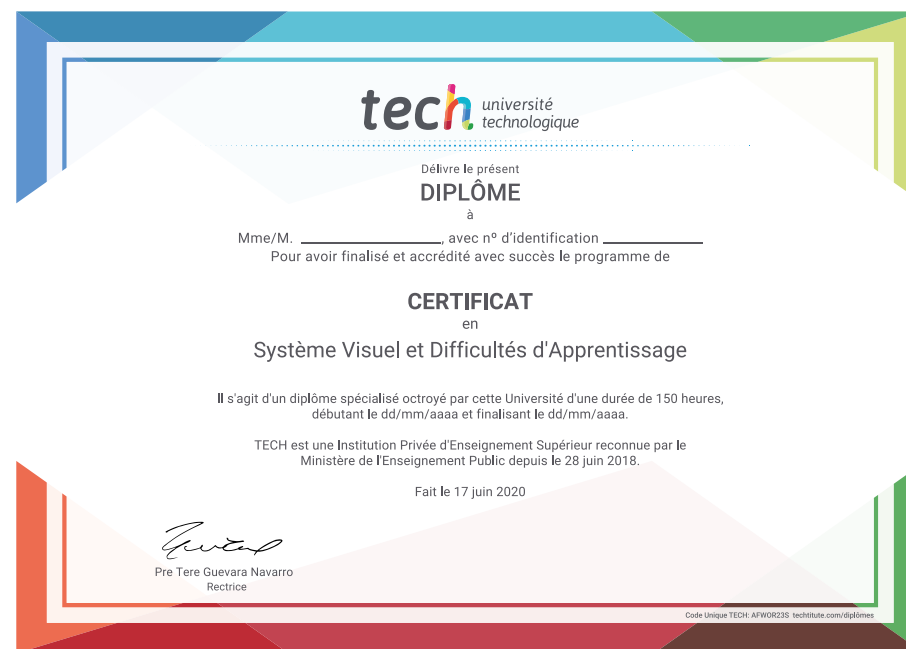 tech université
technologique
Délivre le présent
DIPLÔME
à
Mme/M. ____________________, avec nº d'identification ______________
Pour avoir finalisé et accrédité avec succès le programme de
CERTIFICAT
en
Système Visuel et Difficultés d'Apprentissage
Il s'agit d'un diplôme spécialisé octroyé par cette Université d'une durée de 150 heures,
débutant le dd/mm/aaaa et finalisant le dd/mm/aaaa.
TECH est une Institution Privée d'Enseignement Supérieur reconnue par le
Ministère de l'Enseignement Public depuis le 28 juin 2018.
Fait le 17 juin 2020
Pre Tere Guevara Navarro
Rectrice
Code Unique TECH: AFWOR23S techtitute.com/diplômes